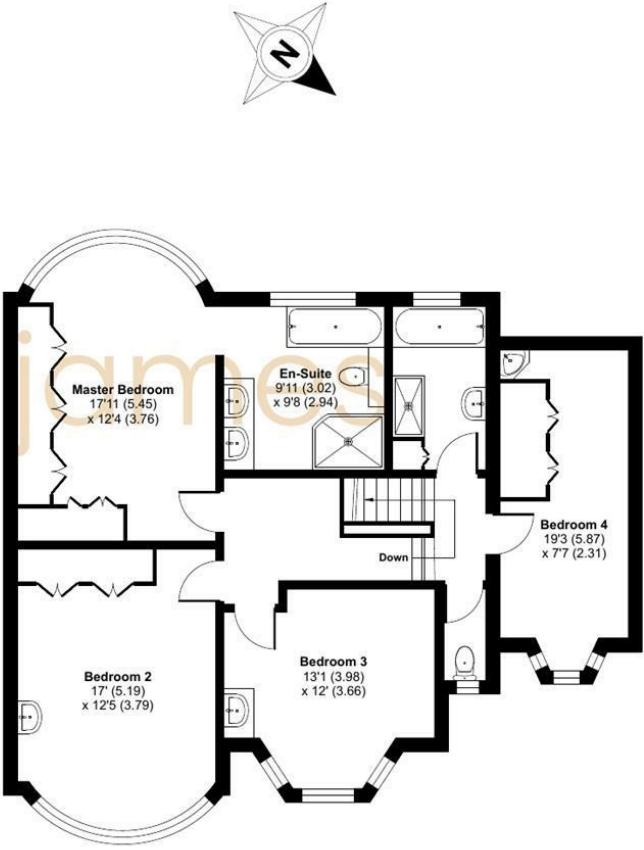 N
james
Master Bedroom
17'11 (5.45)
x 12'4 (3.76)
En-Suite
9'11 (3.02)
x 9'8 (2.94)
Bedroom 4
19'3 (5.87)
x 7'7 (2.31)
Down
Bedroom 2
17' (5.19)
x 12'5 (3.79)
Bedroom 3
13'1 (3.98)
x 12' (3.66)